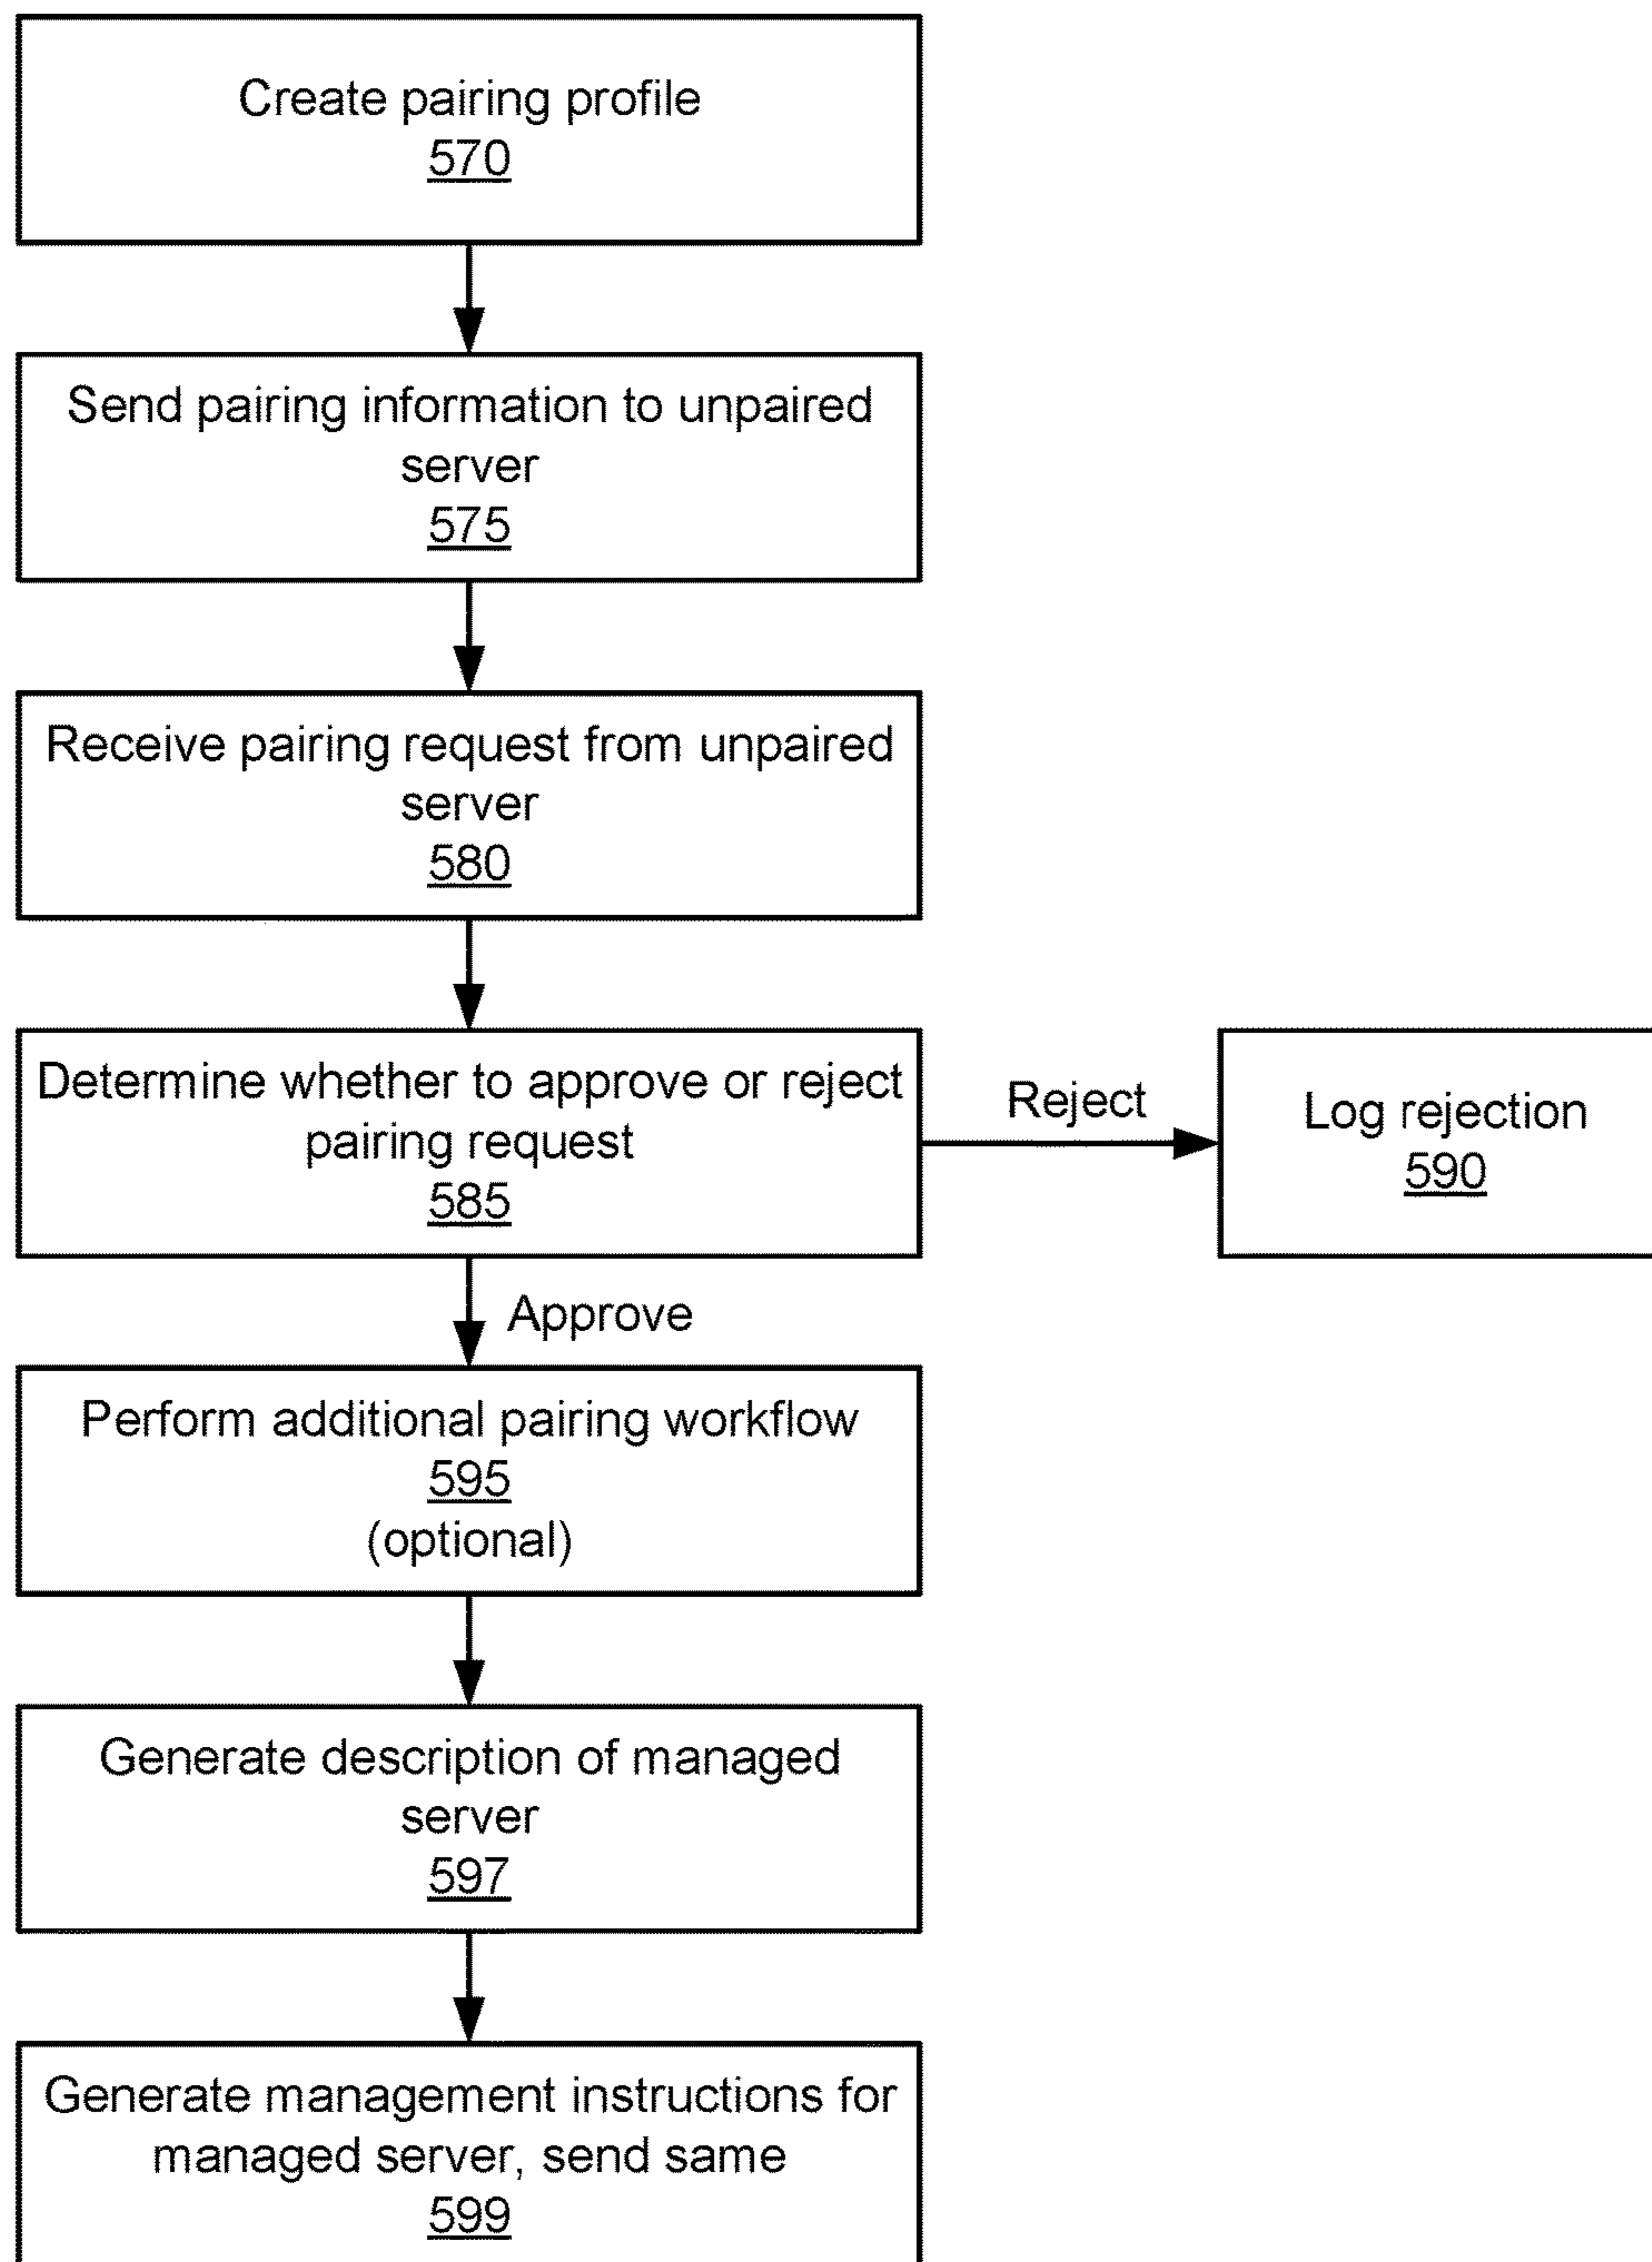 Create pairing profile
570
Send pairing information to unpaired
server
575
Receive pairing request from unpaired
server
580
Determine whether to approve or reject
pairing request
585
Reject
Log rejection
590
Approve
Perform additional pairing workflow
595
(optional)
Generate description of managed
server
597
Generate management instructions for
managed server, send same
599